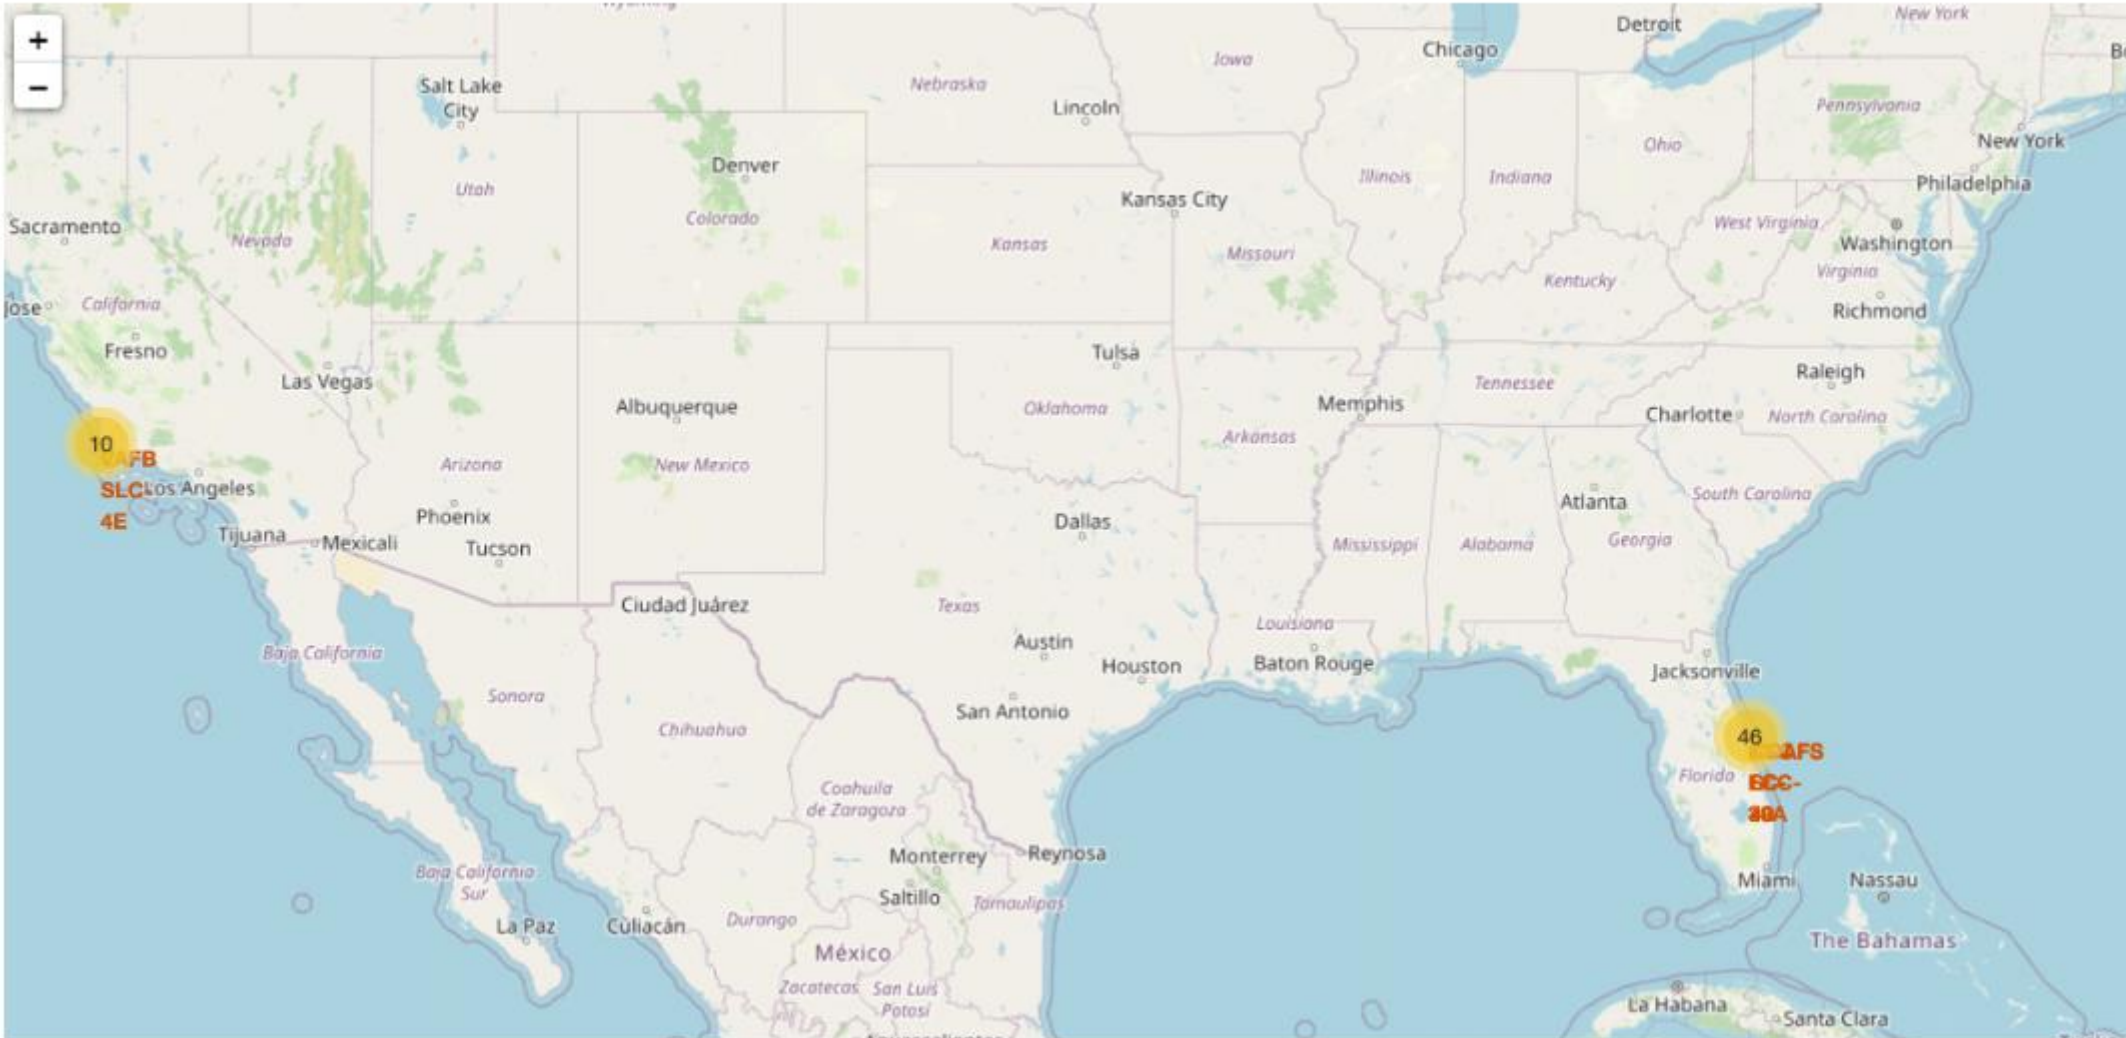 +
−
Detroit
New York
Chicago
Iowa
Salt Lake
City
Nebraska
Lincoln
Pennsylvania
New York
Ohio
Denver
Utah
Illinois
Indiana
Philadelphia
Kansas City
Colorado
Sacramento
West Virginia
Nevada
Kansas
Missouri
Washington
Virginia
Kentucky
California
Jose
Richmond
Fresno
Tulsa
Las Vegas
Raleigh
Tennessee
Albuquerque
Oklahoma
Memphis
Charlotte
North Carolina
Arkansas
10
AFB
Arizona
New Mexico
SLC-
Los Angeles
South Carolina
Atlanta
4E
Phoenix
Dallas
Tijuana
Mexicali
Tucson
Mississippi
Alabama
Georgia
Ciudad Juárez
Texas
Louisiana
Austin
Baja California
Houston
Baton Rouge
Jacksonville
Sonora
San Antonio
Chihuahua
46
AFS
Florida
Coahuila
de Zaragoza
Monterrey
Reynosa
Baja California
Sur
Miami
Nassau
Saltillo
Tamaulipas
La Paz
Culiacán
Durango
México
The Bahamas
Zacatecas
San Luis
Potosí
La Habana
Santa Clara